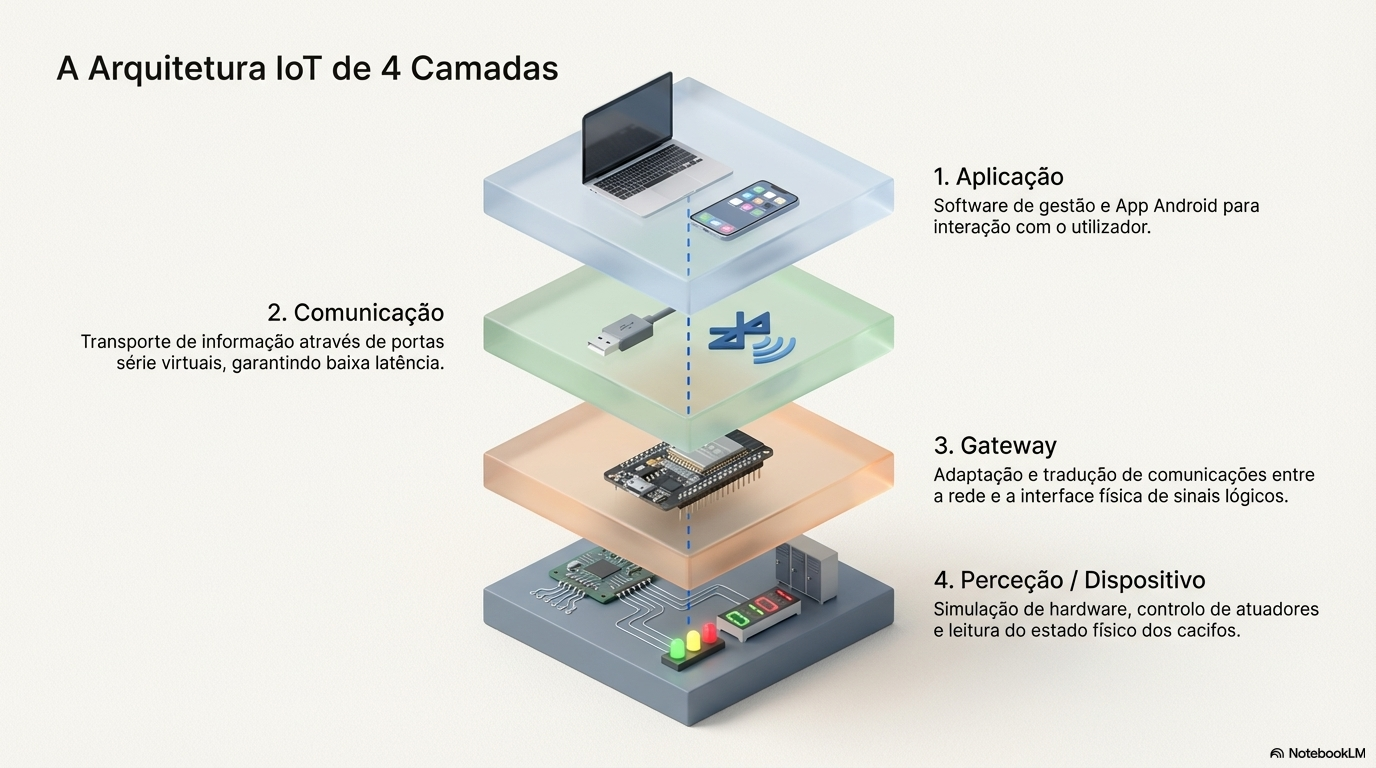 A Arquitetura IoT de 4 Camadas
1. Aplicação
Software de gestão e App Android para
interação com o utilizador.
2. Comunicação
Transporte de informação através de portas
série virtuais, garantindo baixa latência.
3. Gateway
Adaptação e tradução de comunicações entre
a rede e a interface física de sinais lógicos.
4. Perceção / Dispositivo
Simulação de hardware, controlo de atuadores
e leitura do estado físico dos cacifos.
NotebookLM